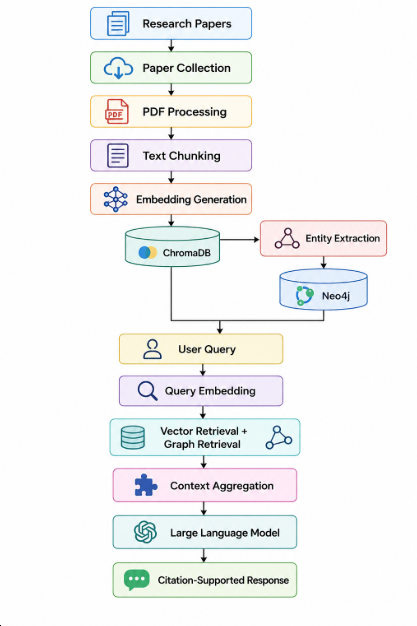 Research Papers
Paper Collection
PDF
PDF Processing
Text Chunking
Embedding Generation
ChromaDB
Entity Extraction
Neo4j
User Query
Query Embedding
Vector Retrieval +
Graph Retrieval
Context Aggregation
Large Language Model
Citation-Supported Response